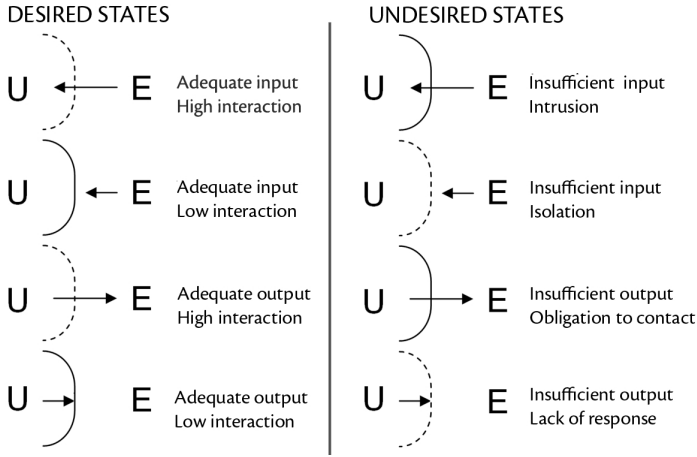 DESIRED STATES
U E Adequate input
High interaction
U E Adequate input
Low interaction
U E Adequate output
High interaction
U E Adequate output
Low interaction
UNDESIRED STATES
U E Insufficient input
Intrusion
U E Insufficient input
Isolation
U E Insufficient output
Obligation to contact
U E Insufficient output
Lack of response